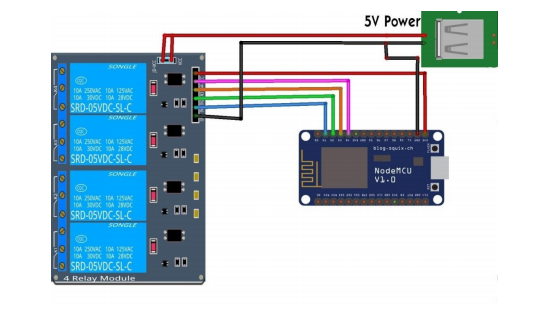 5V Power
SONGLE
10A 250VAC 10A 125VAC
10A 30VDC 10A 28VDC
SRD-05VDC-SL-C
SONGLE
10A 250VAC 10A 125VAC
10A 30VDC 10A 28VDC
SRD-05VDC-SL-C
SONGLE
10A 250VAC 10A 125VAC
10A 30VDC 10A 28VDC
SRD-05VDC-SL-C
SONGLE
10A 250VAC 10A 125VAC
10A 30VDC 10A 28VDC
SRD-05VDC-SL-C
4 Relay Module
blog.squix.ch
NodeMCU
V1.0